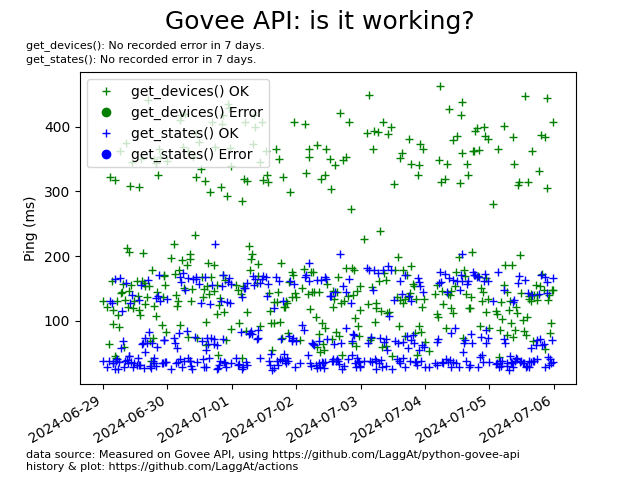 Govee API: is it working?
get_devices(): No recorded error in 7 days.
get_states(): No recorded error in 7 days.
get_devices() OK
get_devices() Error
get_states() OK
get_states() Error
Ping (ms)
400
300
200
100
2024-06-29
2024-06-30
2024-07-01
2024-07-02
2024-07-03
2024-07-04
2024-07-05
2024-07-06
data source: Measured on Govee API, using https://github.com/LaggAt/python-govee-api
history & plot: https://github.com/LaggAt/actions